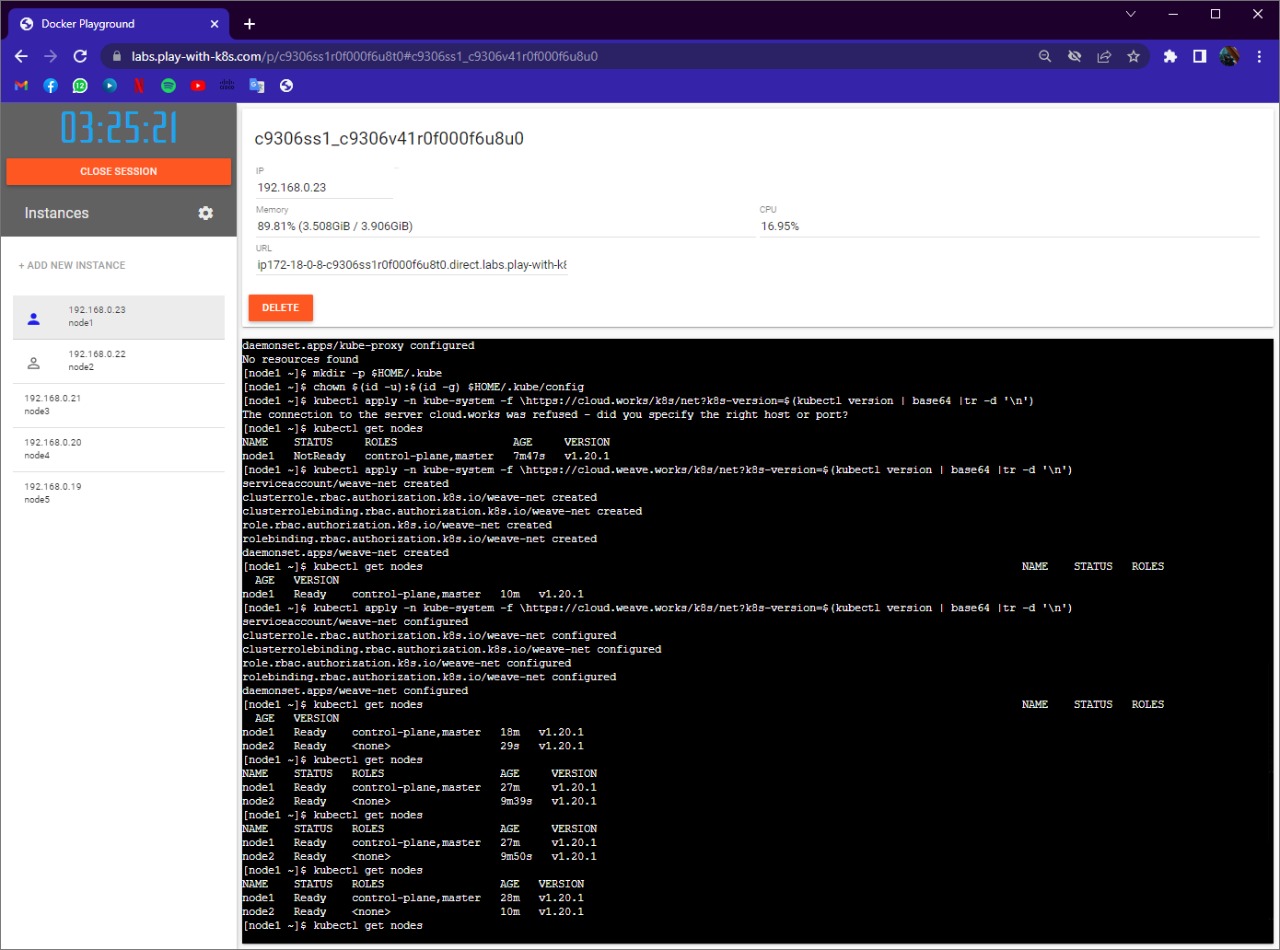 Docker Playground
labs.play-with-k8s.com/p/c9306ss1r0f000f6u8t0#c9306ss1_c9306v41r0f000f6u8u0
12
03:25:21
CLOSE SESSION
Instances
+ ADD NEW INSTANCE
192.168.0.23
node1
192.168.0.22
node2
192.168.0.21
node3
192.168.0.20
node4
192.168.0.19
node5
c9306ss1_c9306v41r0f000f6u8u0
IP
192.168.0.23
Memory CPU
89.81% (3.508GiB / 3.906GiB) 16.95%
URL
ip172-18-0-8-c9306ss1r0f000f6u8t0.direct.labs.play-with-k8
DELETE
daemonset.apps/kube-proxy configured
No resources found
[node1 ~]$ mkdir -p $HOME/.kube
[node1 ~]$ chown $(id -u):$(id -g) $HOME/.kube/config
[node1 ~]$ kubectl apply -n kube-system -f \https://cloud.works/k8s/net?k8s-version=$(kubectl version | base64 |tr -d '\n')
The connection to the server cloud.works was refused - did you specify the right host or port?
[node1 ~]$ kubectl get nodes
NAME STATUS ROLES AGE VERSION
node1 NotReady control-plane,master 7m47s v1.20.1
[node1 ~]$ kubectl apply -n kube-system -f \https://cloud.weave.works/k8s/net?k8s-version=$(kubectl version | base64 |tr -d '\n')
serviceaccount/weave-net created
clusterrole.rbac.authorization.k8s.io/weave-net created
clusterrolebinding.rbac.authorization.k8s.io/weave-net created
role.rbac.authorization.k8s.io/weave-net created
rolebinding.rbac.authorization.k8s.io/weave-net created
daemonset.apps/weave-net created
[node1 ~]$ kubectl get nodes NAME STATUS ROLES
AGE VERSION
node1 Ready control-plane,master 10m v1.20.1
[node1 ~]$ kubectl apply -n kube-system -f \https://cloud.weave.works/k8s/net?k8s-version=$(kubectl version | base64 |tr -d '\n')
serviceaccount/weave-net configured
clusterrole.rbac.authorization.k8s.io/weave-net configured
clusterrolebinding.rbac.authorization.k8s.io/weave-net configured
role.rbac.authorization.k8s.io/weave-net configured
rolebinding.rbac.authorization.k8s.io/weave-net configured
daemonset.apps/weave-net configured
[node1 ~]$ kubectl get nodes NAME STATUS ROLES
AGE VERSION
node1 Ready control-plane,master 18m v1.20.1
node2 Ready <none> 29s v1.20.1
[node1 ~]$ kubectl get nodes
NAME STATUS ROLES AGE VERSION
node1 Ready control-plane,master 27m v1.20.1
node2 Ready <none> 9m39s v1.20.1
[node1 ~]$ kubectl get nodes
NAME STATUS ROLES AGE VERSION
node1 Ready control-plane,master 27m v1.20.1
node2 Ready <none> 9m50s v1.20.1
[node1 ~]$ kubectl get nodes
NAME STATUS ROLES AGE VERSION
node1 Ready control-plane,master 28m v1.20.1
node2 Ready <none> 10m v1.20.1
[node1 ~]$ kubectl get nodes